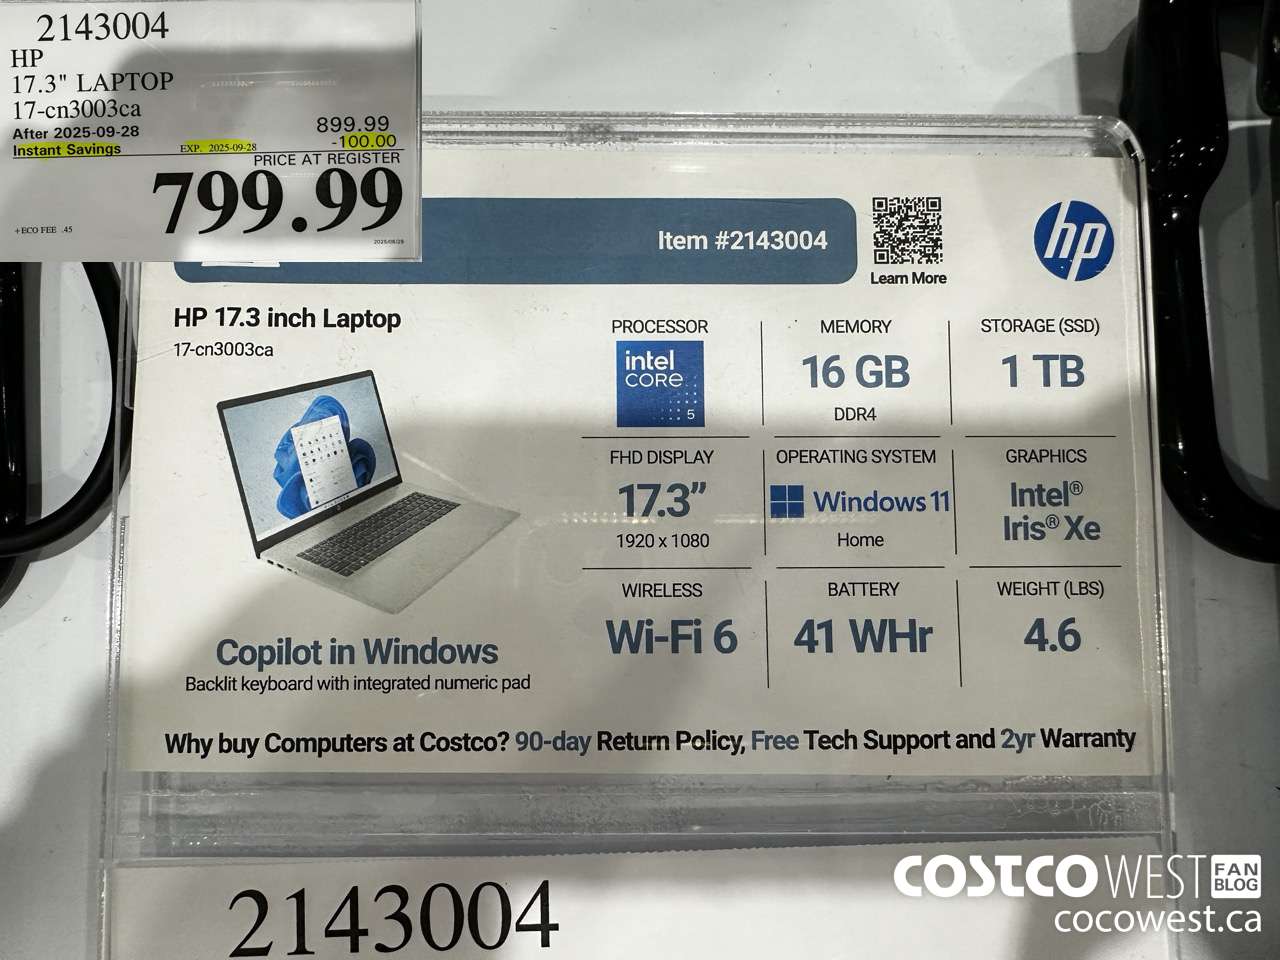 2143004
HP
17.3" LAPTOP
17-cn3003ca
After 2025-09-28 899.99
Instant Savings EXP. 2025-09-28 -100.00
PRICE AT REGISTER
799.99
+ECO FEE .45
Item #2143004
Learn More
hp
HP 17.3 inch Laptop
17-cn3003ca
PROCESSOR
intel
CORE
5
MEMORY
16 GB
DDR4
STORAGE (SSD)
1 TB
FHD DISPLAY
17.3”
1920 x 1080
OPERATING SYSTEM
Windows 11
Home
GRAPHICS
Intel®
Iris® Xe
WIRELESS
Wi-Fi 6
BATTERY
41 WHr
WEIGHT (LBS)
4.6
Copilot in Windows
Backlit keyboard with integrated numeric pad
Why buy Computers at Costco? 90-day Return Policy, Free Tech Support and 2yr Warranty
2143004
COSTCO WEST FAN BLOG
cocowest.ca